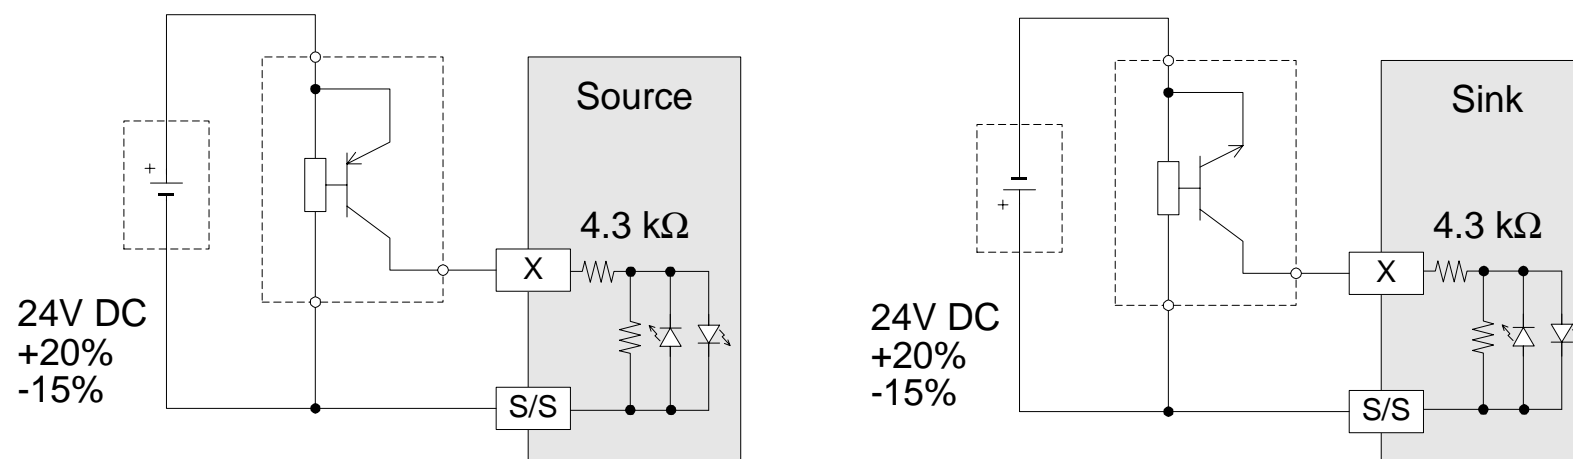 Source
+
4.3 kΩ
X
24V DC
+20%
-15%
S/S
Sink
+
4.3 kΩ
X
24V DC
+20%
-15%
S/S